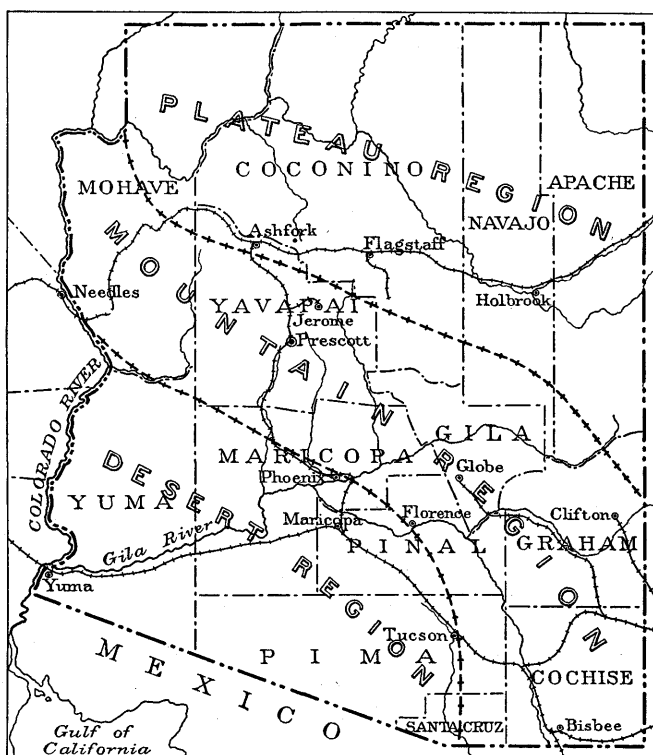 PLATEAU REGION
COCONINO
MOHAVE
APACHE
NAVAJO
MOUNTAIN REGION
Ashfork
Flagstaff
Needles
Holbrook
YAVAPAI
Jerome
Prescott
COLORADO RIVER
GILA
MARICOPA
DESERT REGION
Globe
YUMA
Phoenix
Maricopa
Florence
Clifton
Gila River
PINAL
GRAHAM
Yuma
Tucson
MEXICO
PIMA
COCHISE
SANTA CRUZ
Bisbee
Gulf of
California